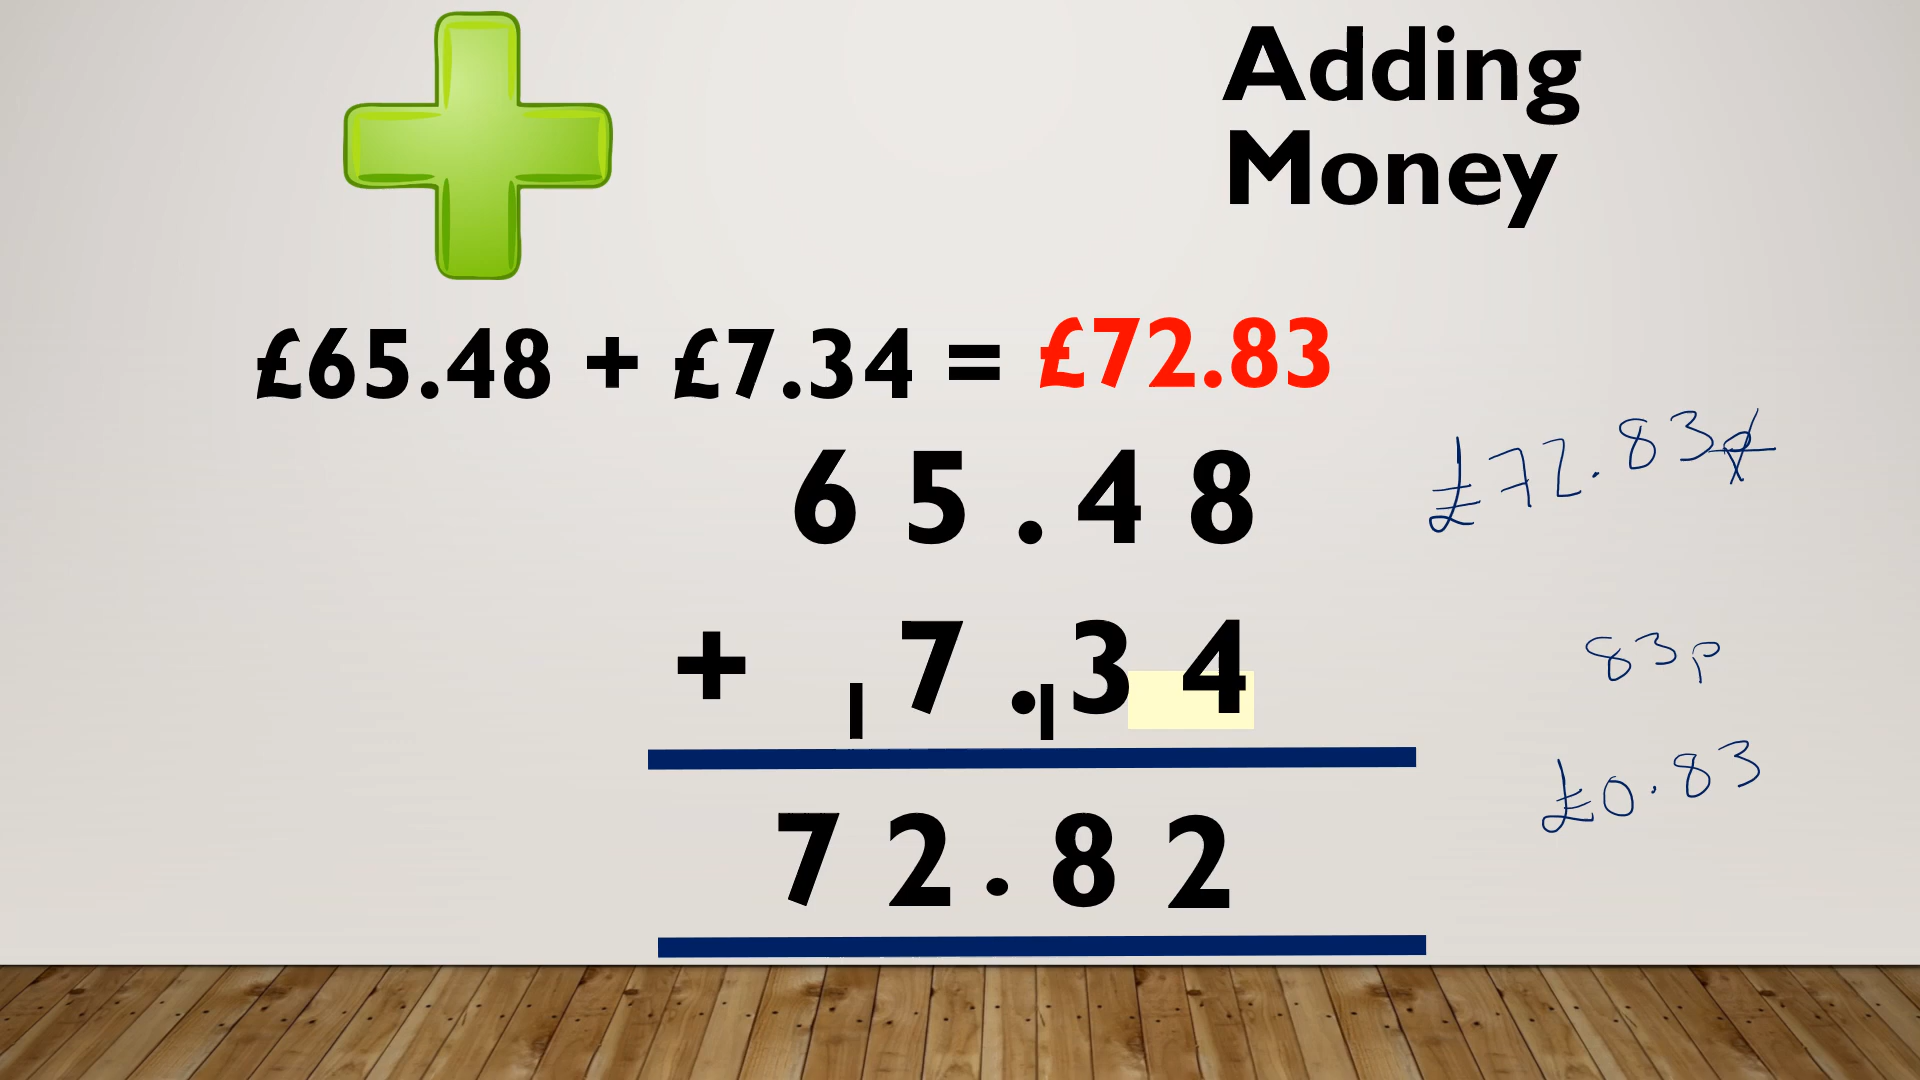 Adding
Money
£65.48 + £7.34 = £72.83
6 5 . 4 8
£72.83p
+ 1 7 . 1 3 4
83p
£0.83
7 2 . 8 2